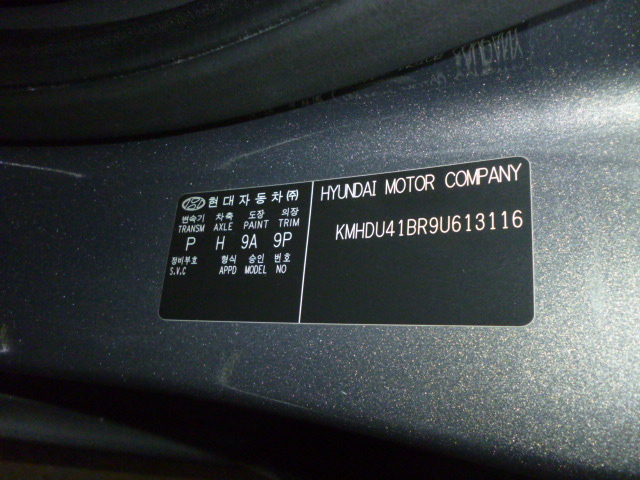 현대자동차㈜
변속기 차축 도장 의장
TRANSM AXLE PAINT TRIM
P H 9A 9P
정비부호 형식 승인 번호
S.V.C APPD MODEL NO
HYUNDAI MOTOR COMPANY
KMHDU41BR9U613116